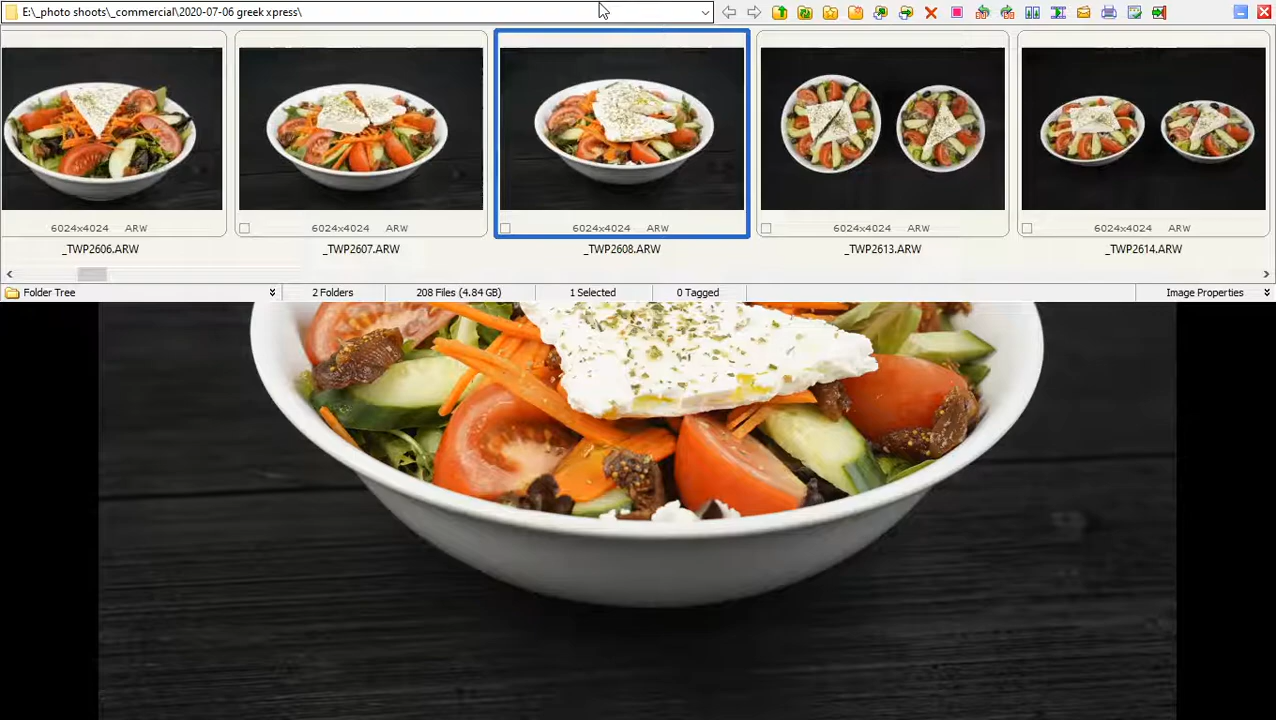 E:\_photo shoots\_commercial\2020-07-06 greek xpress\
6024x4024 ARW
6024x4024 ARW
6024x4024 ARW
6024x4024 ARW
6024x4024 ARW
_TWP2606.ARW
_TWP2607.ARW
_TWP2608.ARW
_TWP2613.ARW
_TWP2614.ARW
Folder Tree
2 Folders
208 Files (4.84 GB)
1 Selected
0 Tagged
Image Properties